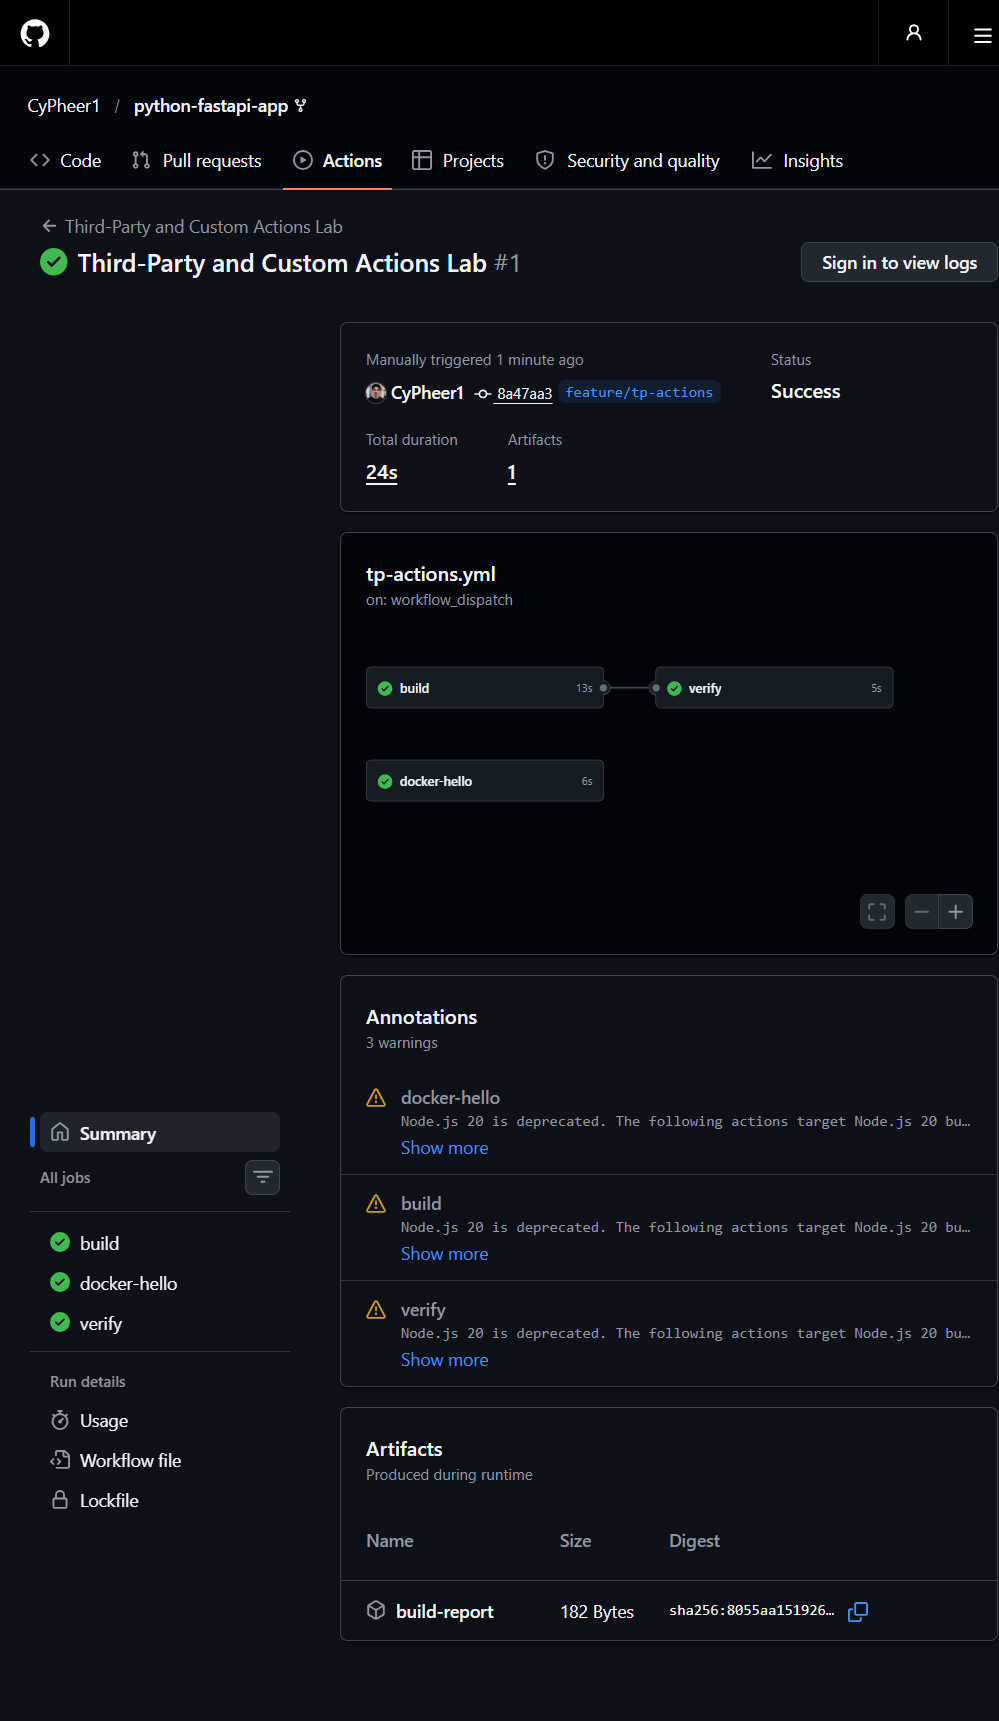 CyPheer1 / python-fastapi-app
Code Pull requests Actions Projects Security and quality Insights
Third-Party and Custom Actions Lab
Third-Party and Custom Actions Lab #1
Sign in to view logs
Manually triggered 1 minute ago
CyPheer1 8a47aa3 feature/tp-actions
Status
Success
Total duration
24s
Artifacts
1
tp-actions.yml
on: workflow_dispatch
build 13s
verify 5s
docker-hello 6s
Annotations
3 warnings
docker-hello
Node.js 20 is deprecated. The following actions target Node.js 20 bu…
Show more
build
Node.js 20 is deprecated. The following actions target Node.js 20 bu…
Show more
verify
Node.js 20 is deprecated. The following actions target Node.js 20 bu…
Show more
Summary
All jobs
build
docker-hello
verify
Run details
Usage
Workflow file
Lockfile
Artifacts
Produced during runtime
Name Size Digest
build-report 182 Bytes sha256:8055aa151926…